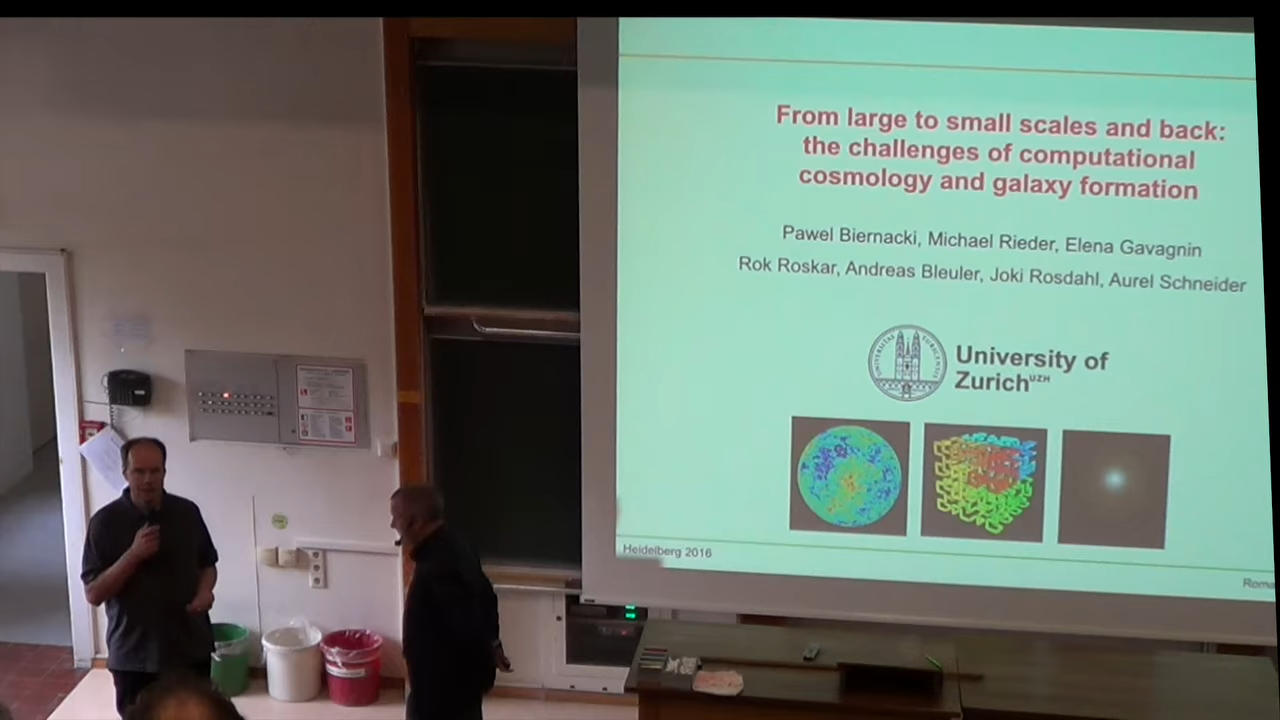 From large to small scales and back:
the challenges of computational
cosmology and galaxy formation
Pawel Biernacki, Michael Rieder, Elena Gavagnin
Rok Roskar, Andreas Bleuler, Joki Rosdahl, Aurel Schneider
University of
Zurich UZH
Heidelberg 2016
Roma